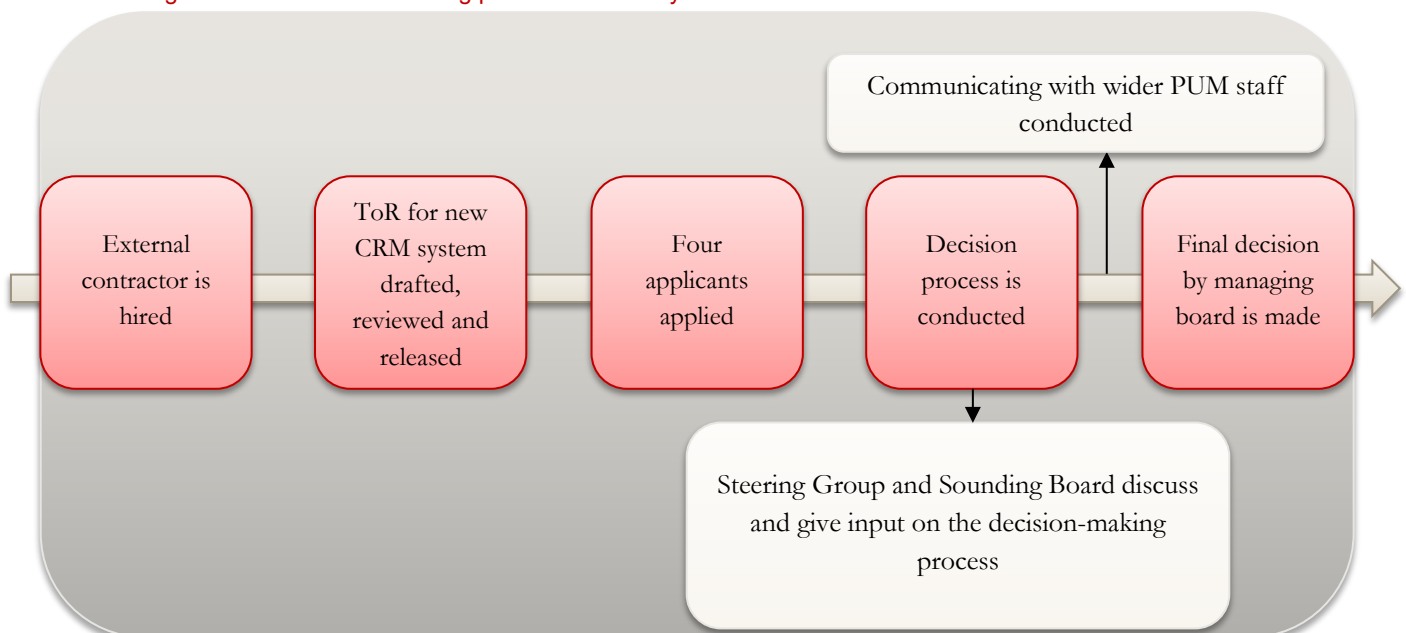 Communicating with wider PUM staff
conducted
External
contractor is
hired
ToR for new
CRM system
drafted,
reviewed and
released
Four
applicants
applied
Decision
process is
conducted
Final decision
by managing
board is made
Steering Group and Sounding Board discuss
and give input on the decision-making
process